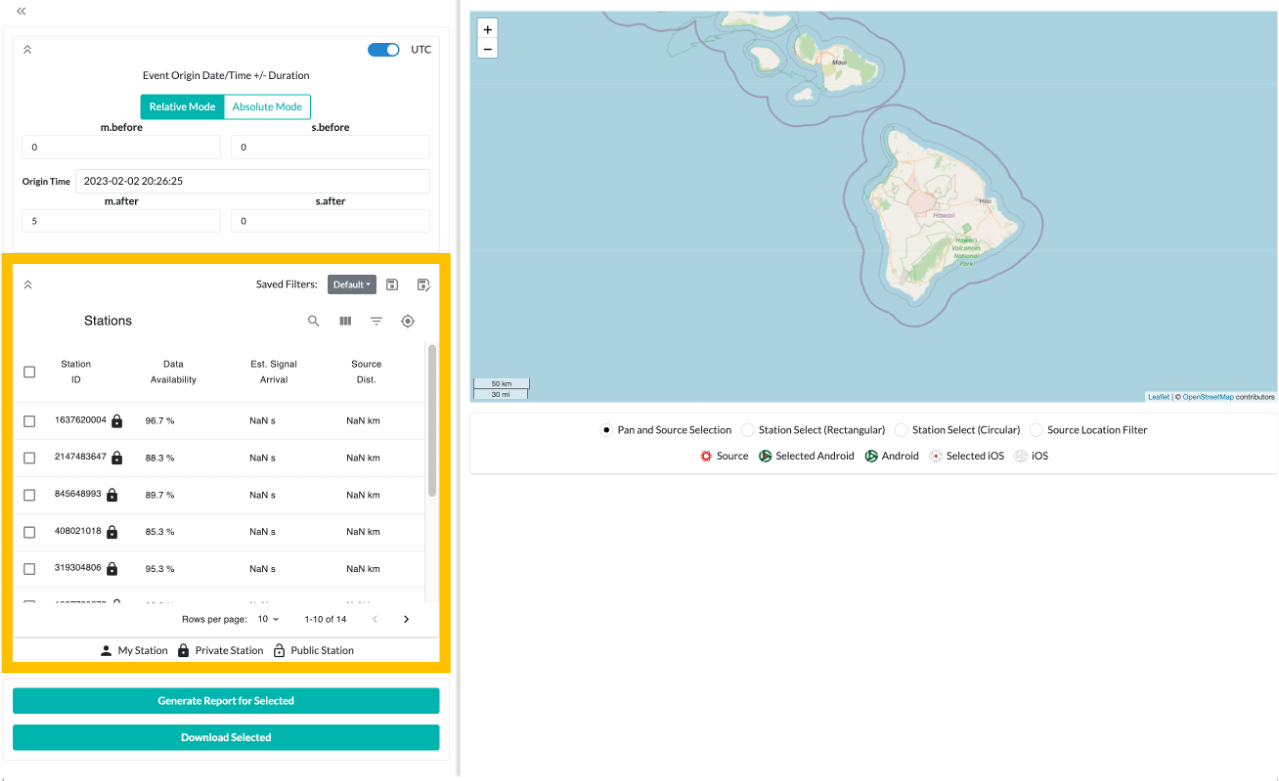 UTC
Event Origin Date/Time +/- Duration
Relative Mode Absolute Mode
m.before s.before
0 0
Origin Time 2023-02-02 20:26:25
m.after s.after
5 0
Saved Filters: Default
Stations
Station ID Data Availability Est. Signal Arrival Source Dist.
1637620004 96.7 % NaN s NaN km
2147483647 88.3 % NaN s NaN km
845648993 89.7 % NaN s NaN km
408021018 85.3 % NaN s NaN km
319304806 95.3 % NaN s NaN km
Rows per page: 10 1-10 of 14
My Station Private Station Public Station
Generate Report for Selected
Download Selected
+
−
Maui
Hilo
Hawaii
Hawai'i
Volcanoes
National
Park
50 km
30 mi
Leaflet | © OpenStreetMap contributors
Pan and Source Selection Station Select (Rectangular) Station Select (Circular) Source Location Filter
Source Selected Android Android Selected iOS iOS